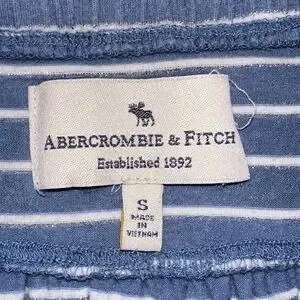 ABERCROMBIE & FITCH
Established 1892
S
MADE
IN
VIETNAM